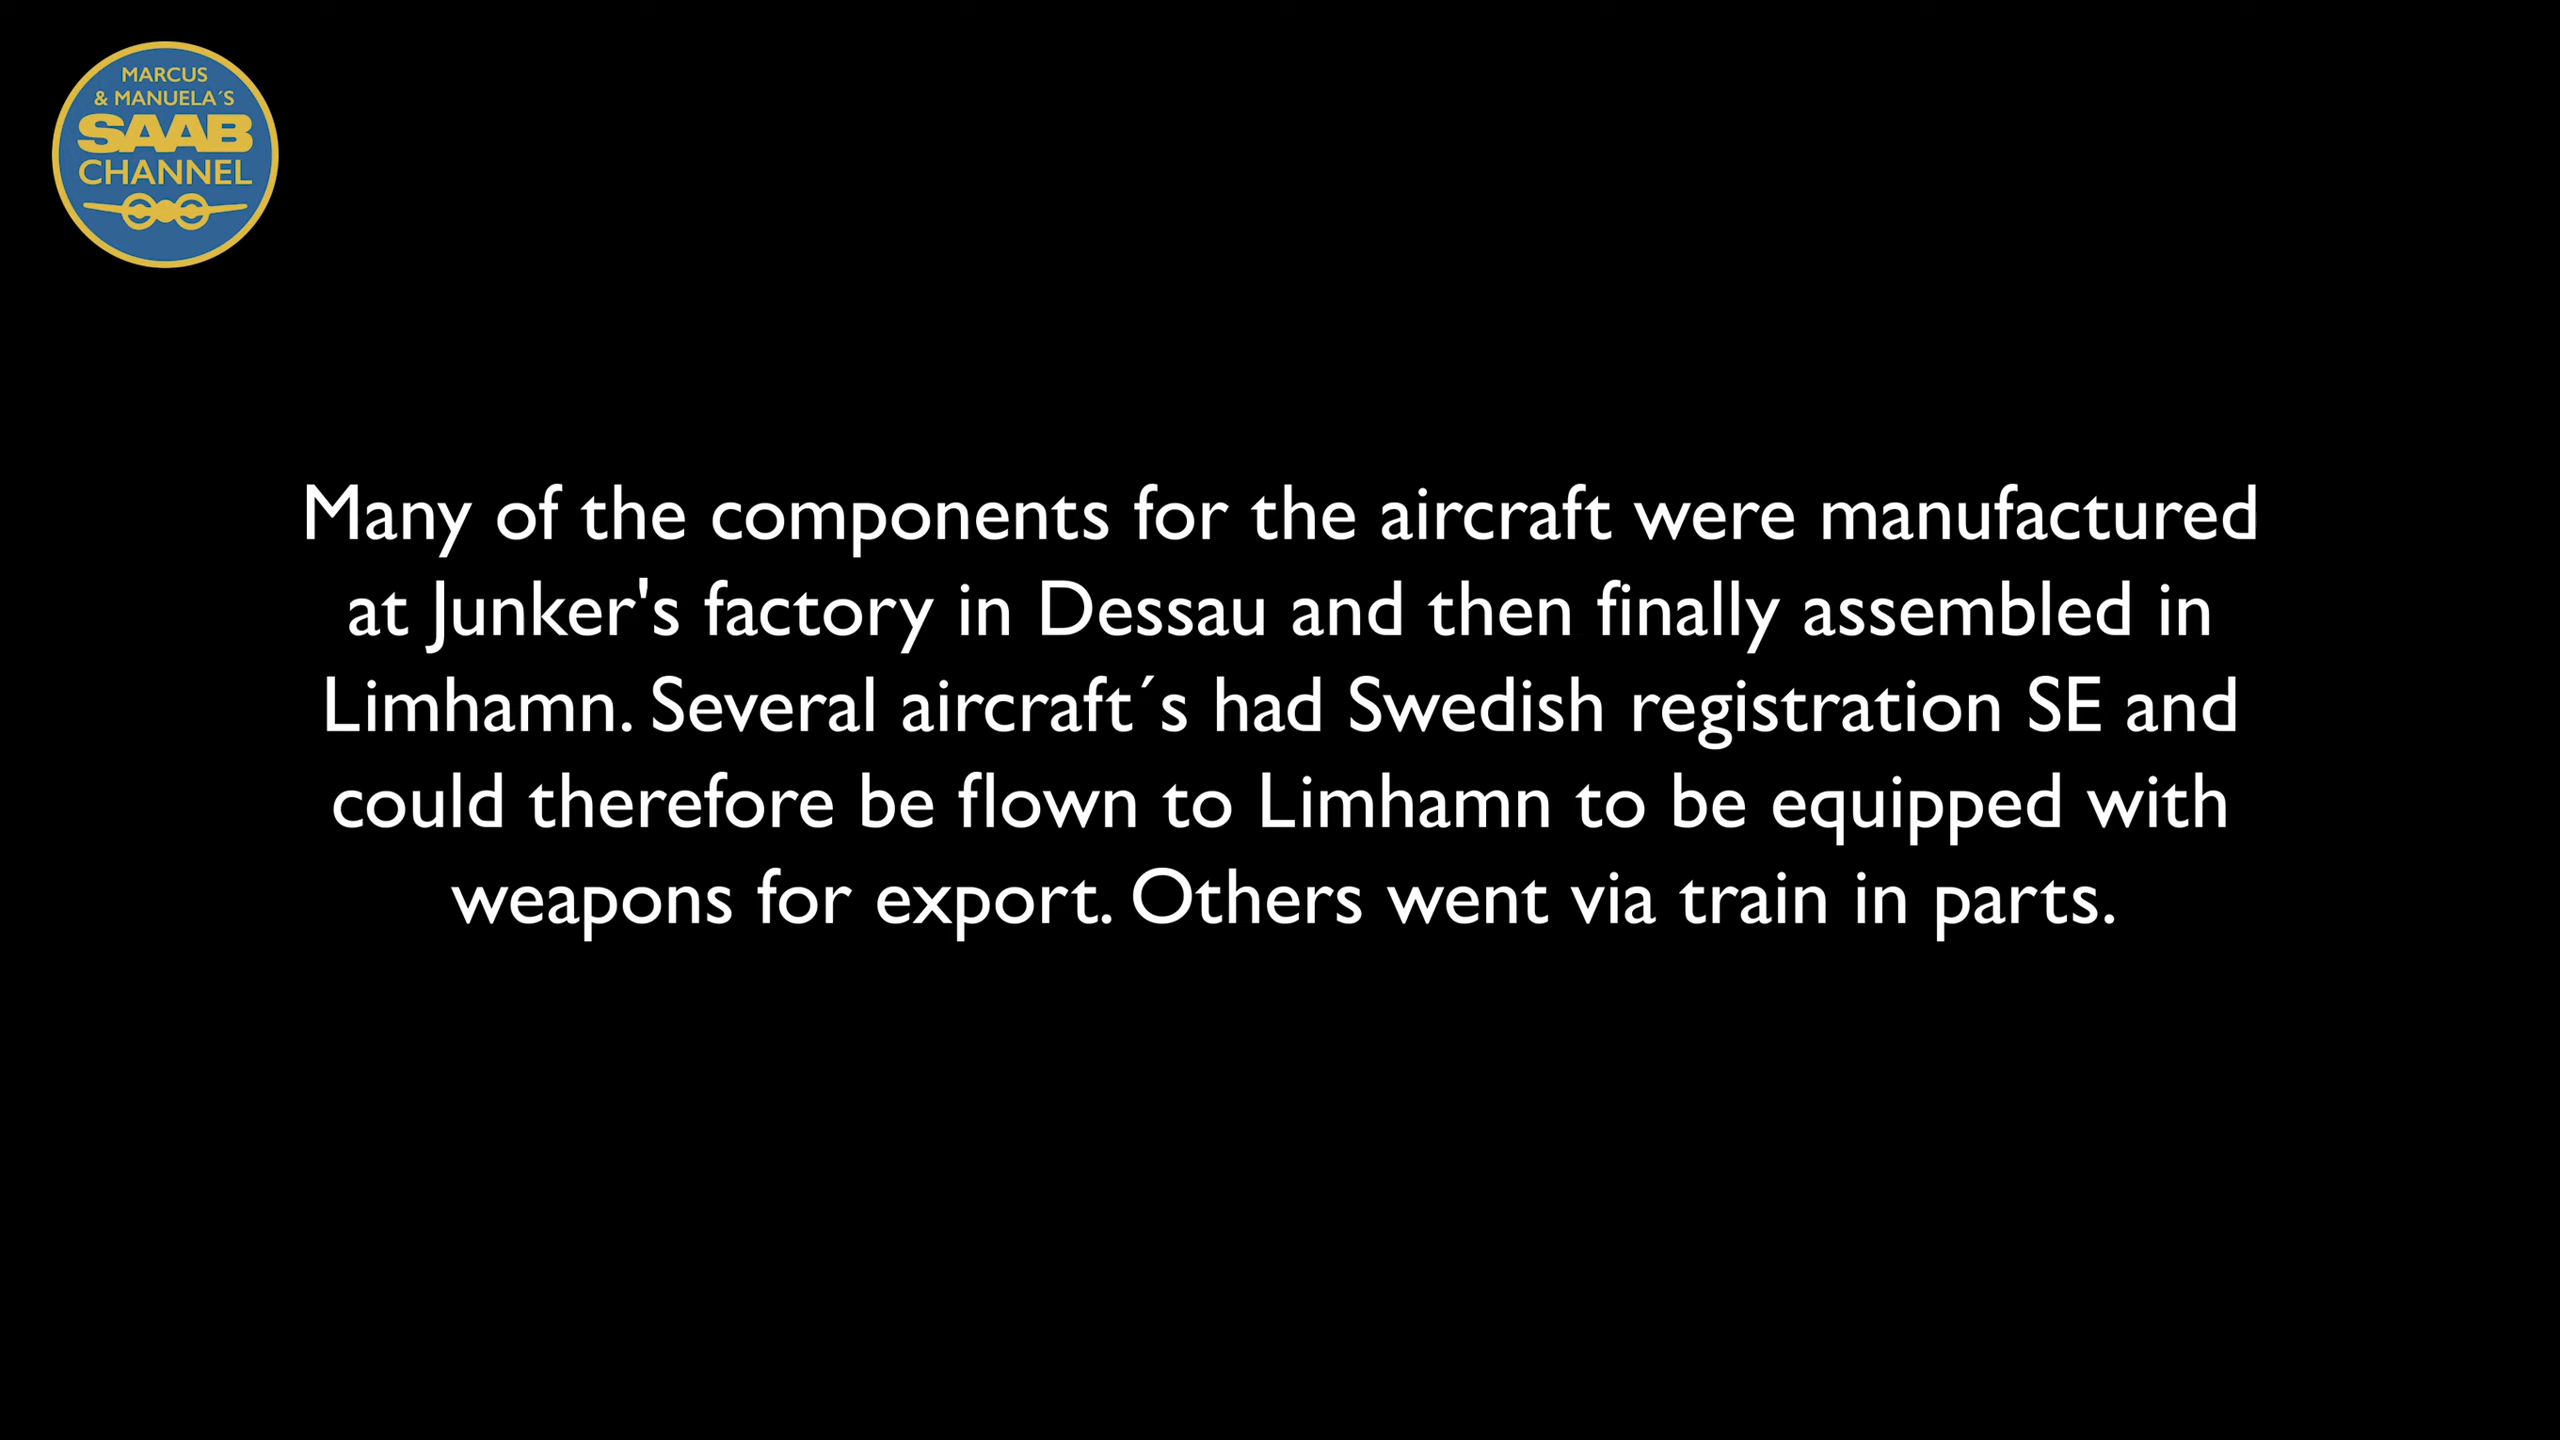 MARCUS
& MANUELA´S
SAAB
CHANNEL
Many of the components for the aircraft were manufactured
at Junker's factory in Dessau and then finally assembled in
Limhamn. Several aircraft´s had Swedish registration SE and
could therefore be flown to Limhamn to be equipped with
weapons for export. Others went via train in parts.